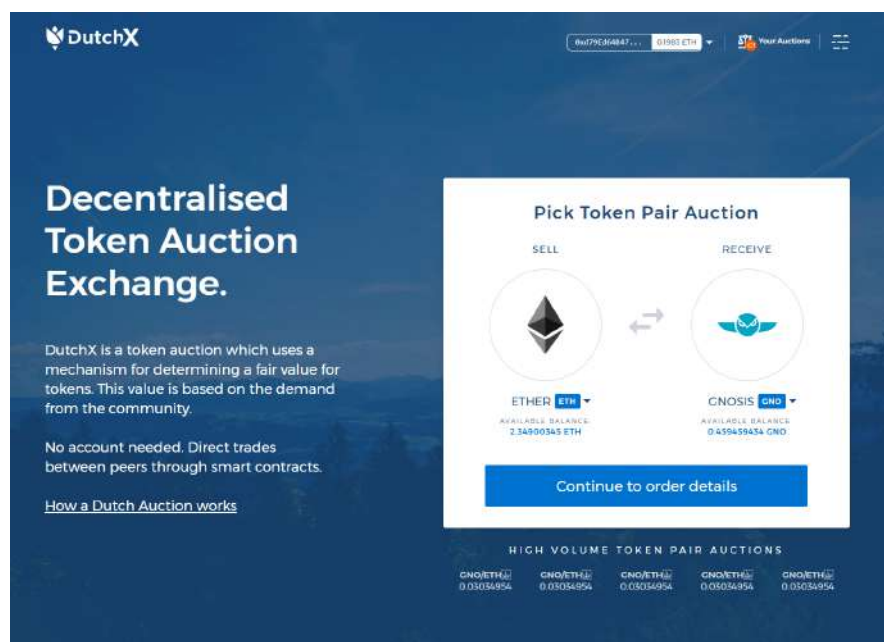 DutchX
0xd79Ed64847... 0.1985 ETH
Your Auctions
Decentralised
Token Auction
Exchange.
DutchX is a token auction which uses a
mechanism for determining a fair value for
tokens. This value is based on the demand
from the community.
No account needed. Direct trades
between peers through smart contracts.
How a Dutch Auction works
Pick Token Pair Auction
SELL
RECEIVE
ETHER ETH
GNOSIS GNO
AVAILABLE BALANCE
AVAILABLE BALANCE
2.34900345 ETH
0.459459434 GNO
Continue to order details
HIGH VOLUME TOKEN PAIR AUCTIONS
GNO/ETH GNO/ETH GNO/ETH GNO/ETH GNO/ETH
0.03034954 0.03034954 0.03034954 0.03034954 0.03034954